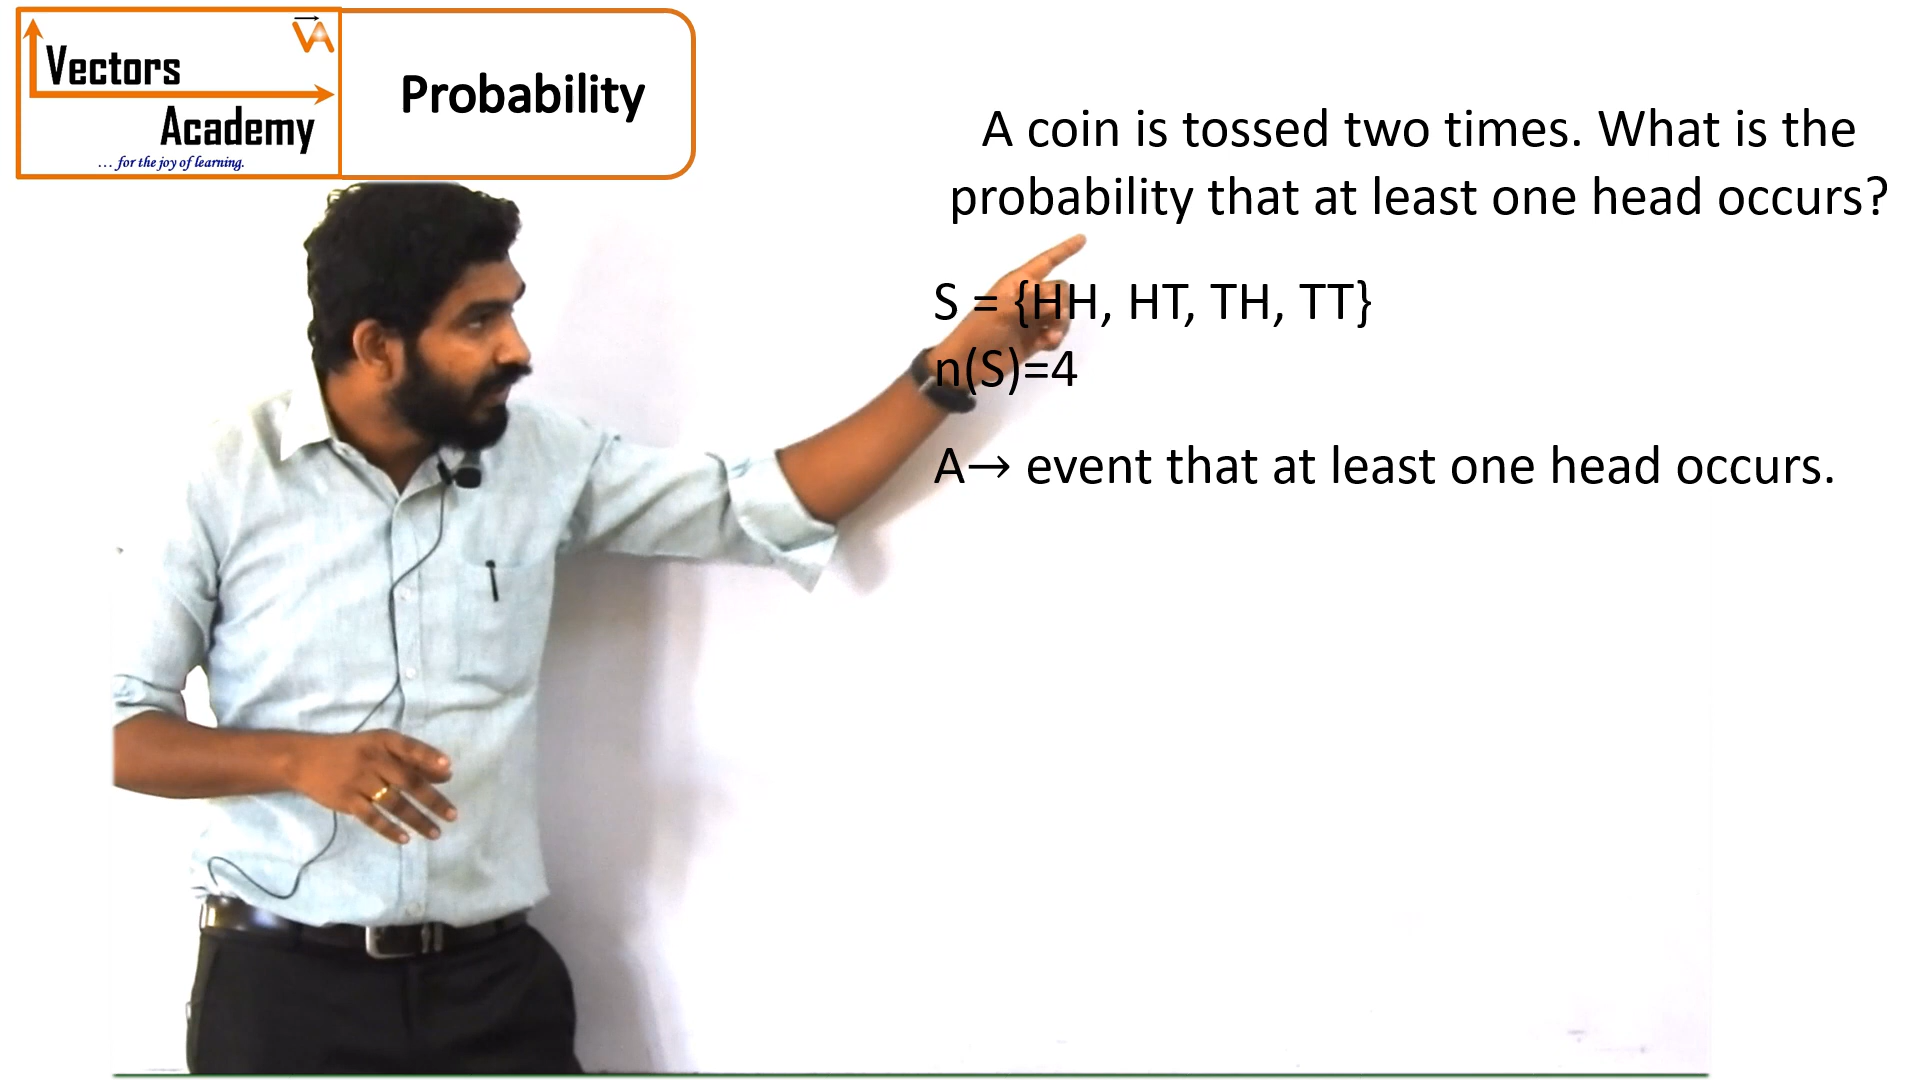 Vectors
Academy
... for the joy of learning.
VA
Probability
A coin is tossed two times. What is the
probability that at least one head occurs?
S = {HH, HT, TH, TT}
n(S)=4
A→ event that at least one head occurs.